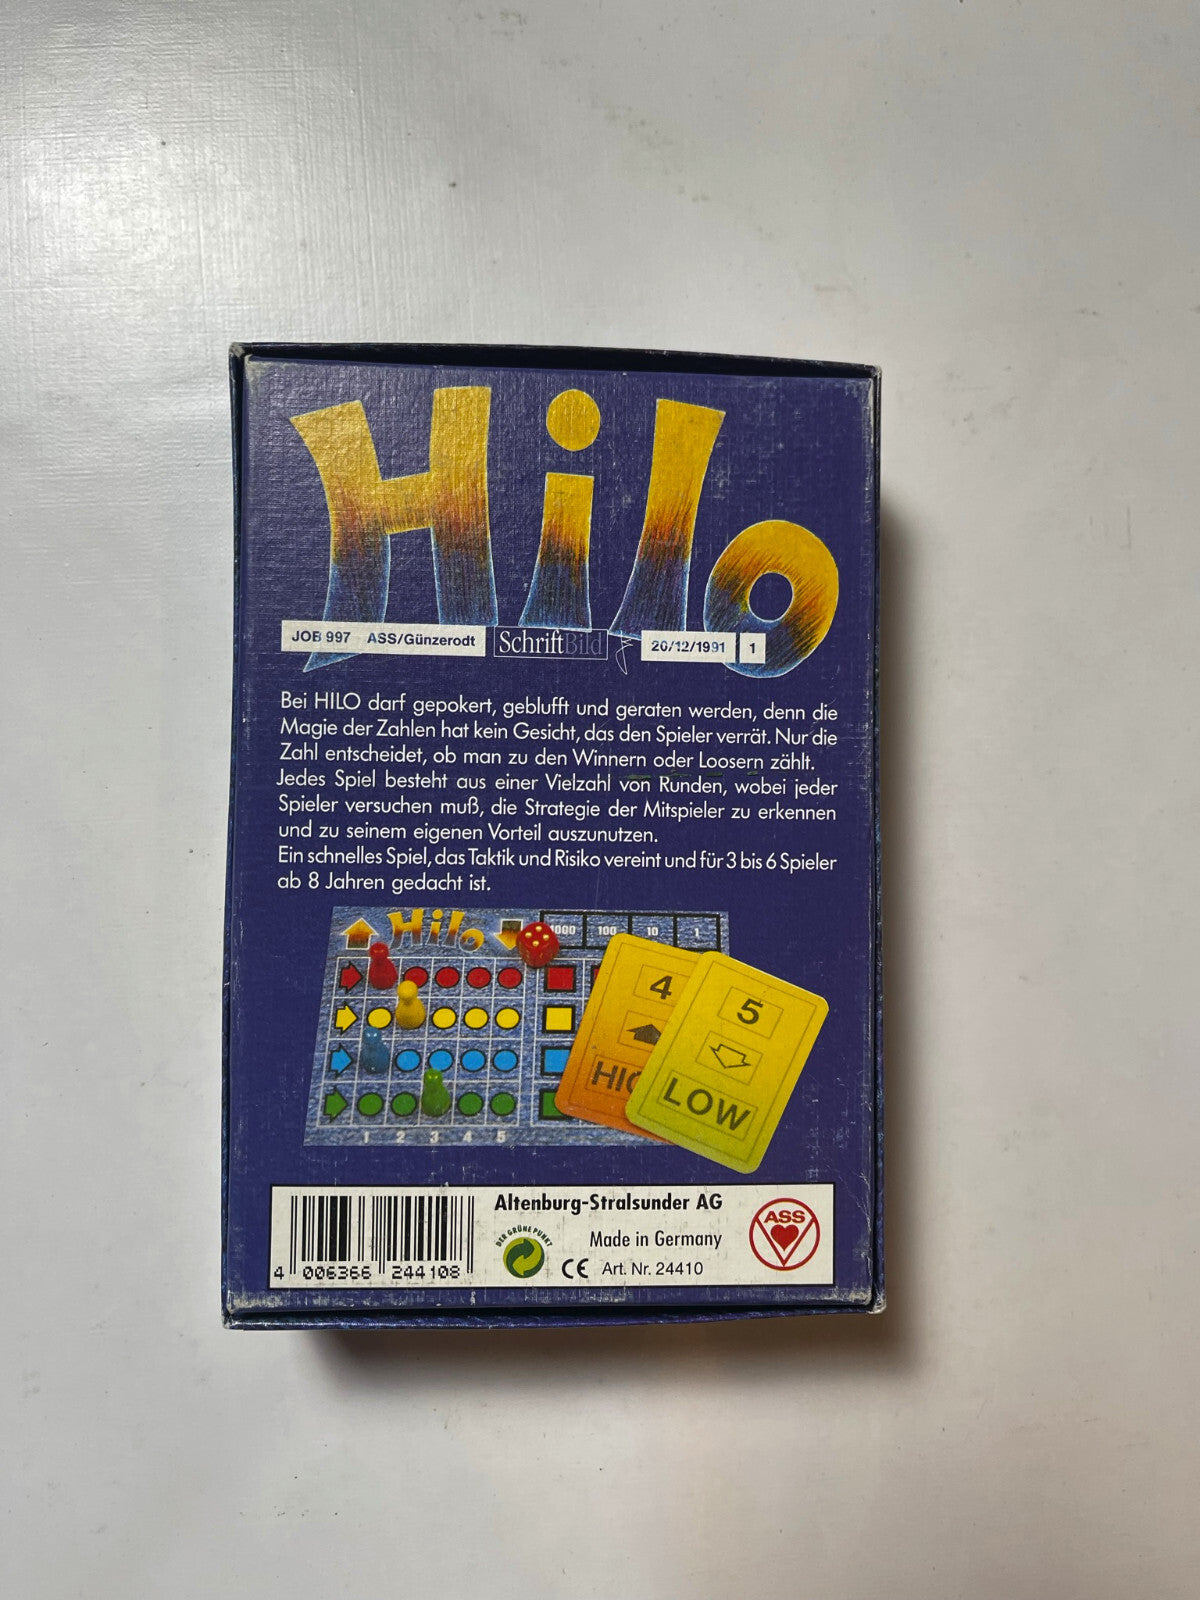 Hilo
JOB 997 ASS/Günzerodt SchriftBild 20/12/1991 1
Bei HILO darf gepokert, geblufft und geraten werden, denn die
Magie der Zahlen hat kein Gesicht, das den Spieler verrät. Nur die
Zahl entscheidet, ob man zu den Winnern oder Loosern zählt.
Jedes Spiel besteht aus einer Vielzahl von Runden, wobei jeder
Spieler versuchen muß, die Strategie der Mitspieler zu erkennen
und zu seinem eigenen Vorteil auszunutzen.
Ein schnelles Spiel, das Taktik und Risiko vereint und für 3 bis 6 Spieler
ab 8 Jahren gedacht ist.
Hilo
1000 100 10 1
4
HIG
5
LOW
1 2 3 4 5
4 006366 244108
Altenburg-Stralsunder AG
DER GRÜNE PUNKT
Made in Germany
CE Art. Nr. 24410
ASS